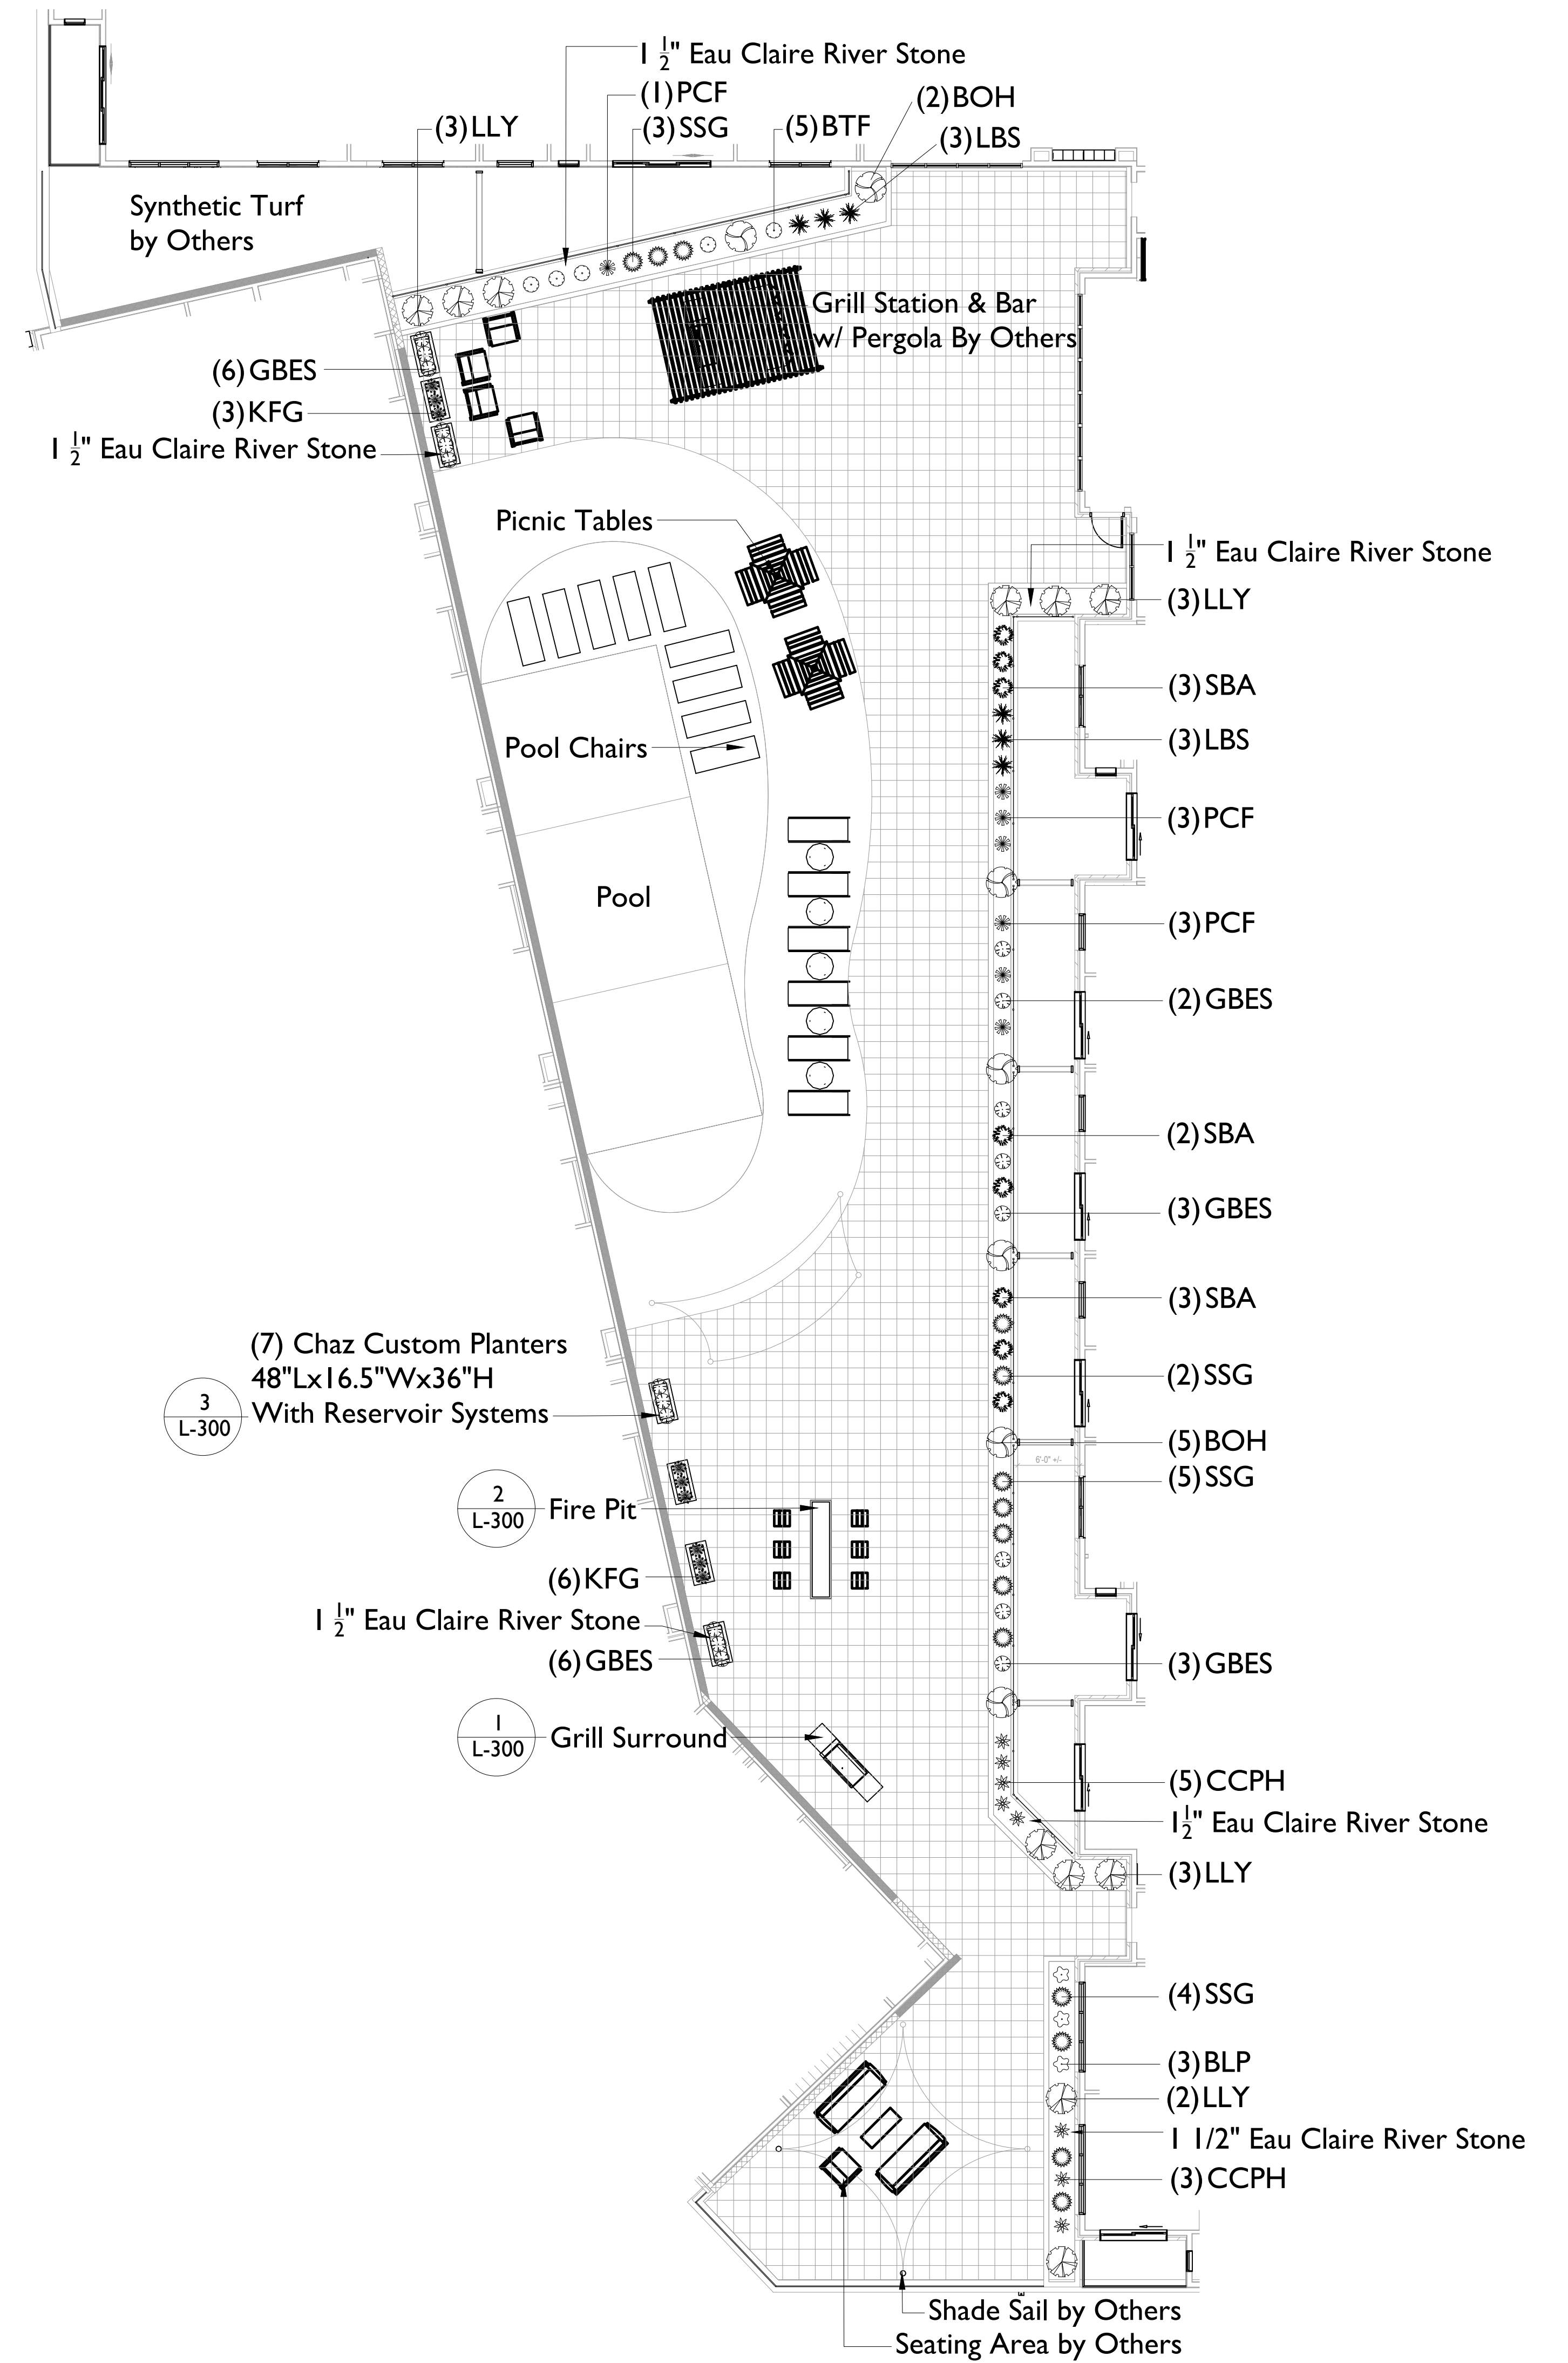 1 1/2" Eau Claire River Stone
(1) PCF
(2) BOH
(3) LLY
(3) SSG
(5) BTF
(3) LBS
Synthetic Turf
by Others
Grill Station & Bar
w/ Pergola By Others
(6) GBES
(3) KFG
1 1/2" Eau Claire River Stone
Picnic Tables
1 1/2" Eau Claire River Stone
(3) LLY
(3) SBA
(3) LBS
Pool Chairs
(3) PCF
Pool
(3) PCF
(2) GBES
(2) SBA
(3) GBES
(3) SBA
(7) Chaz Custom Planters
48"Lx16.5"Wx36"H
With Reservoir Systems
3
L-300
(2) SSG
(5) BOH
6'-0" +/-
(5) SSG
2
L-300
Fire Pit
(6) KFG
1 1/2" Eau Claire River Stone
(6) GBES
(3) GBES
1
L-300
Grill Surround
(5) CCPH
1 1/2" Eau Claire River Stone
(3) LLY
(4) SSG
(3) BLP
(2) LLY
1 1/2" Eau Claire River Stone
(3) CCPH
Shade Sail by Others
Seating Area by Others